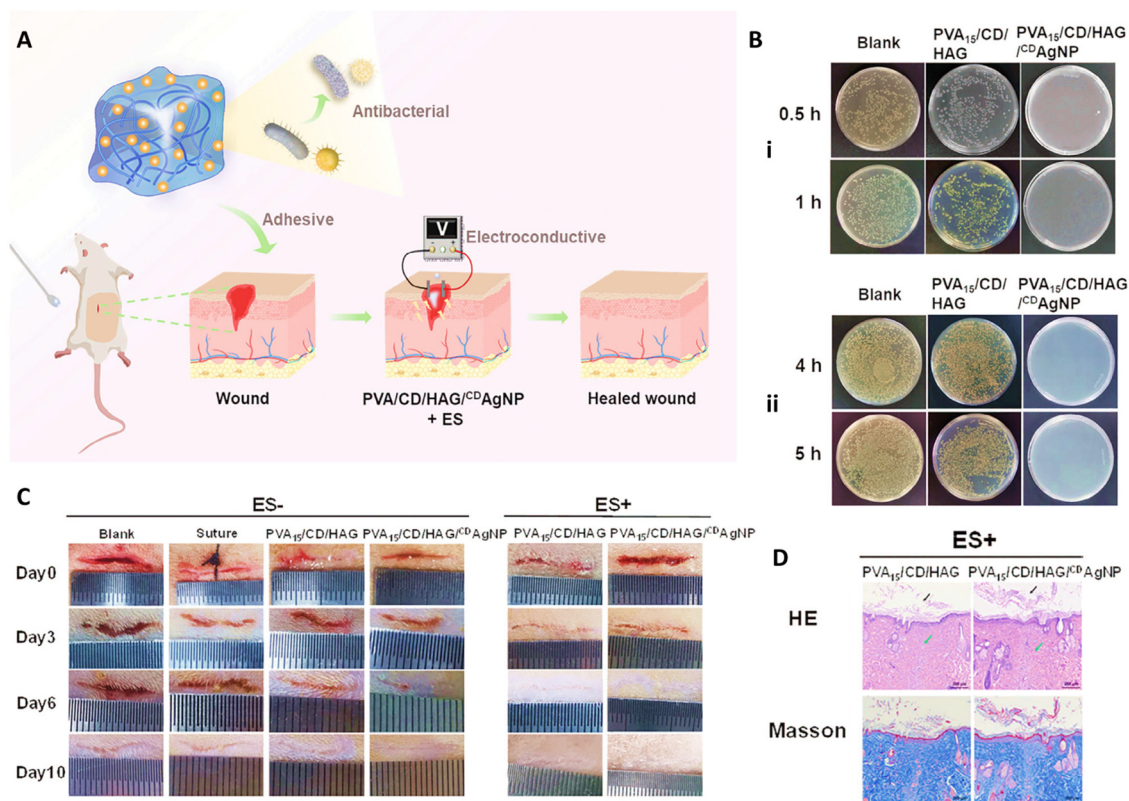 A
Antibacterial
Adhesive
V
- +
Electroconductive
Wound
PVA/CD/HAG/ᶜᴰAgNP
+ ES
Healed wound
B
Blank
PVA₁₅/CD/
HAG
PVA₁₅/CD/HAG
/ᶜᴰAgNP
0.5 h
i
1 h
Blank
PVA₁₅/CD/
HAG
PVA₁₅/CD/HAG
/ᶜᴰAgNP
4 h
ii
5 h
C
ES-
ES+
Blank
Suture
PVA₁₅/CD/HAG
PVA₁₅/CD/HAG/ᶜᴰAgNP
PVA₁₅/CD/HAG
PVA₁₅/CD/HAG/ᶜᴰAgNP
Day0
Day3
Day6
Day10
D
ES+
PVA₁₅/CD/HAG
PVA₁₅/CD/HAG/ᶜᴰAgNP
HE
Masson